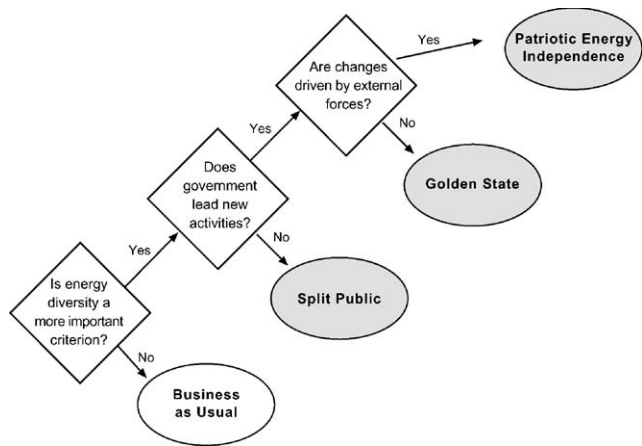 Yes
Patriotic Energy
Independence
Are changes
driven by external
forces?
No
Yes
Golden State
Does
government
lead new
activities?
No
Yes
Split Public
Is energy
diversity a
more important
criterion?
No
Business
as Usual